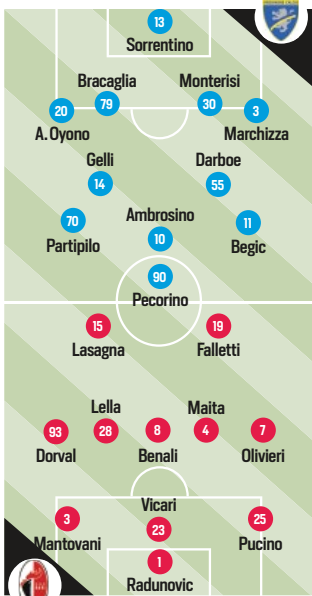 13
Sorrentino
Bracaglia Monterisi
20 79 30 3
A. Oyono Marchizza
Gelli Darboe
14 55
70 Ambrosino 11
Partipilo 10 Begic
90
Pecorino
15 19
Lasagna Falletti
Lella Maita
93 28 8 4 7
Dorval Benali Olivieri
Vicari
3 23 25
Mantovani Pucino
1
Radunovic